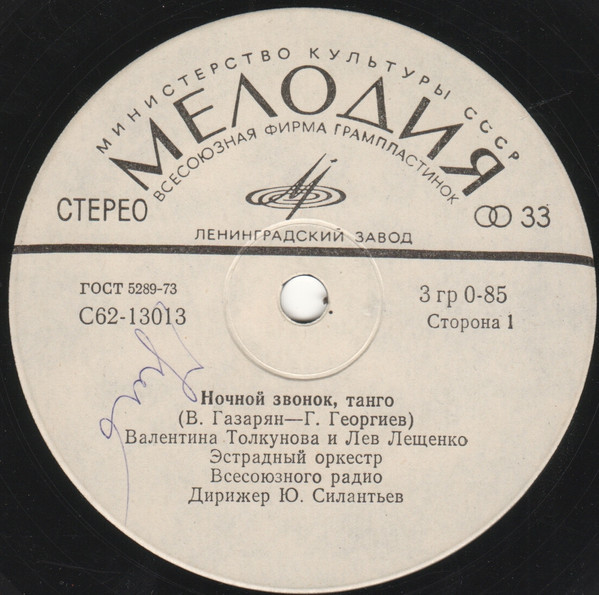 МИНИСТЕРСТВО КУЛЬТУРЫ СССР
МЕЛОДИЯ
ВСЕСОЮЗНАЯ ФИРМА ГРАМПЛАСТИНОК
СТЕРЕО
33
ЛЕНИНГРАДСКИЙ ЗАВОД
ГОСТ 5289-73
С62-13013
3 гр 0-85
Сторона 1
Ночной звонок, танго
(В. Газарян—Г. Георгиев)
Валентина Толкунова и Лев Лещенко
Эстрадный оркестр
Всесоюзного радио
Дирижер Ю. Силантьев